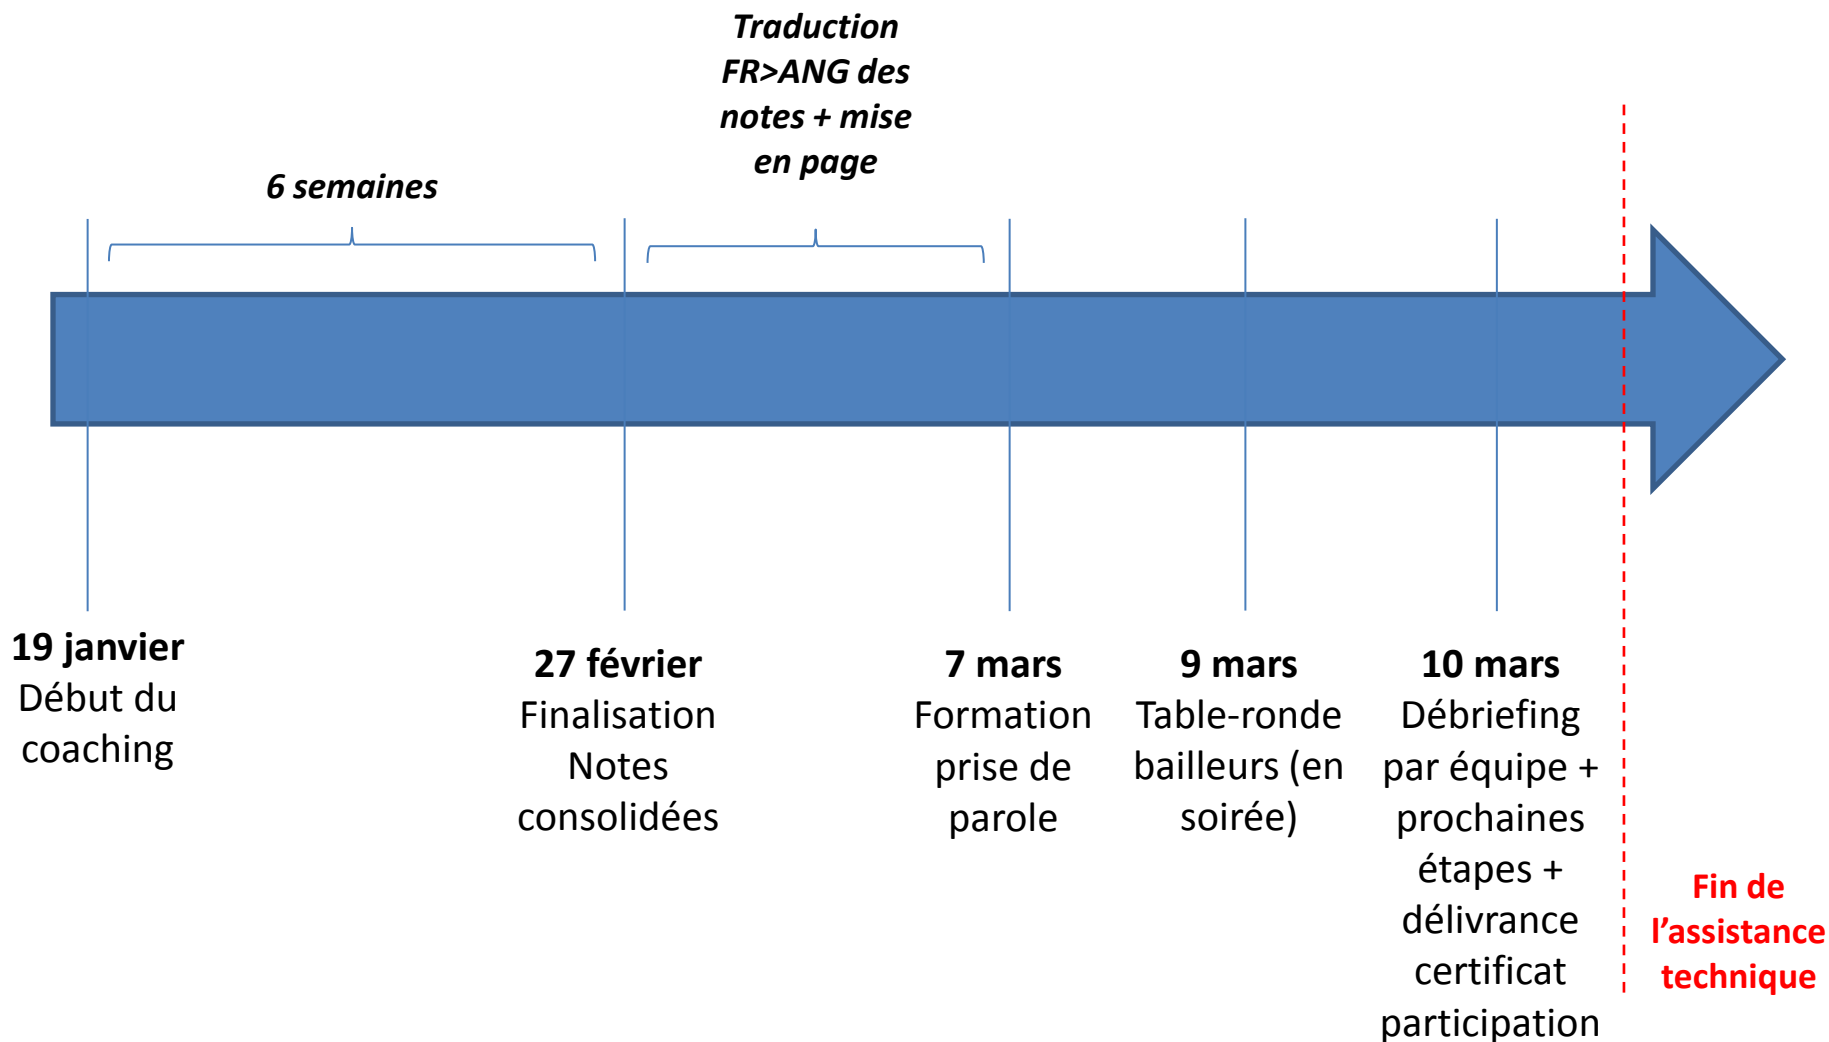 Traduction
FR>ANG des
notes + mise
en page
6 semaines
19 janvier
Début du
coaching
27 février
Finalisation
Notes
consolidées
7 mars
Formation
prise de
parole
9 mars
Table-ronde
bailleurs (en
soirée)
10 mars
Débriefing
par équipe +
prochaines
étapes +
délivrance
certificat
participation
Fin de
l’assistance
technique